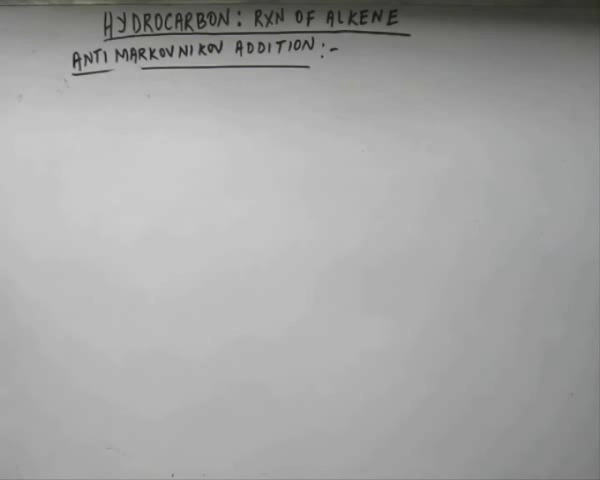 HYDROCARBON: RXN OF ALKENE
ANTI MARKOVNIKOV ADDITION:-